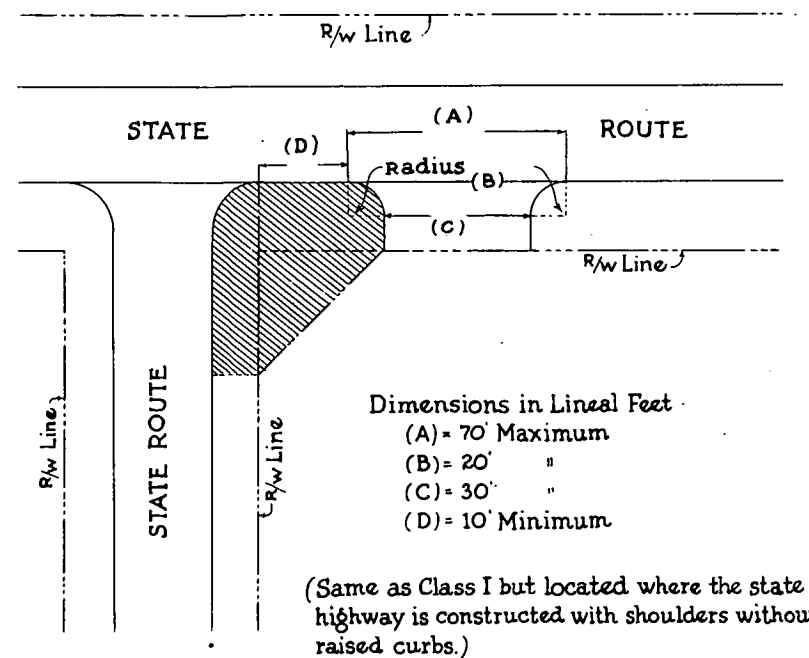 R/W Line
STATE
(A)
ROUTE
(D)
Radius
(B)
(C)
R/W Line
R/W Line
STATE ROUTE
R/W Line
Dimensions in Lineal Feet
(A)= 70' Maximum
(B)= 20' "
(C)= 30' "
(D)= 10' Minimum
(Same as Class I but located where the state
highway is constructed with shoulders withou
raised curbs.)